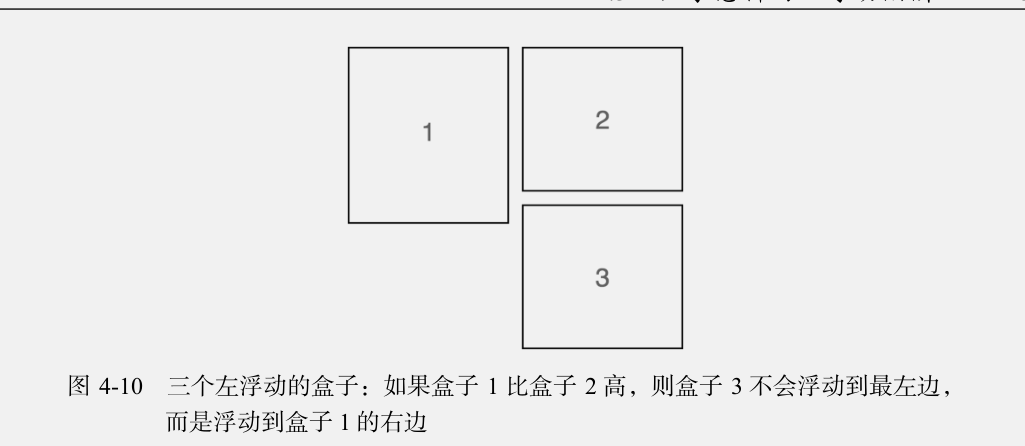 1
2
3
图 4-10 三个左浮动的盒子：如果盒子 1 比盒子 2 高，则盒子 3 不会浮动到最左边，
而是浮动到盒子 1 的右边